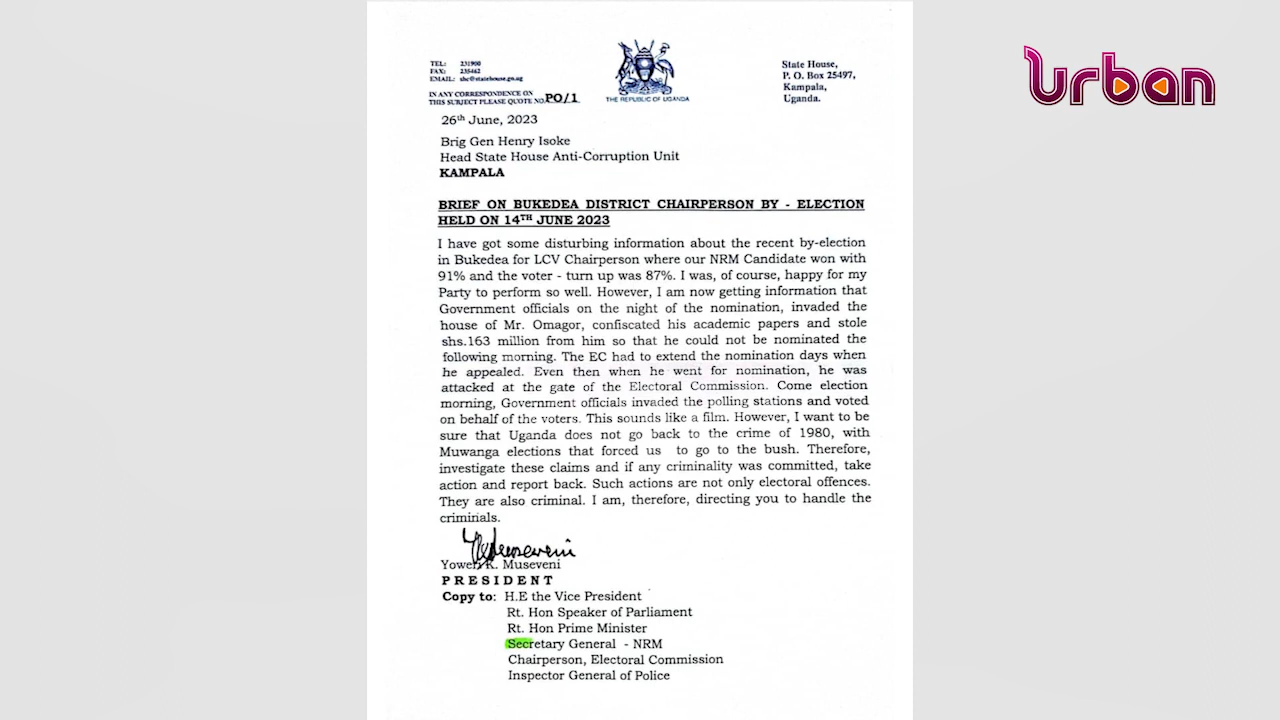 Urban
TEL: 231900
FAX: 235462
EMAIL: shc@statehouse.go.ug
IN ANY CORRESPONDENCE ON
THIS SUBJECT PLEASE QUOTE NO. PO/1
THE REPUBLIC OF UGANDA
State House,
P. O. Box 25497,
Kampala,
Uganda.
26th June, 2023
Brig Gen Henry Isoke
Head State House Anti-Corruption Unit
KAMPALA
BRIEF ON BUKEDEA DISTRICT CHAIRPERSON BY - ELECTION
HELD ON 14TH JUNE 2023
I have got some disturbing information about the recent by-election
in Bukedea for LCV Chairperson where our NRM Candidate won with
91% and the voter - turn up was 87%. I was, of course, happy for my
Party to perform so well. However, I am now getting information that
Government officials on the night of the nomination, invaded the
house of Mr. Omagor, confiscated his academic papers and stole
shs.163 million from him so that he could not be nominated the
following morning. The EC had to extend the nomination days when
he appealed. Even then when he went for nomination, he was
attacked at the gate of the Electoral Commission. Come election
morning, Government officials invaded the polling stations and voted
on behalf of the voters. This sounds like a film. However, I want to be
sure that Uganda does not go back to the crime of 1980, with
Muwanga elections that forced us to go to the bush. Therefore,
investigate these claims and if any criminality was committed, take
action and report back. Such actions are not only electoral offences.
They are also criminal. I am, therefore, directing you to handle the
criminals.
Yoweri K. Museveni
PRESIDENT
Copy to: H.E the Vice President
Rt. Hon Speaker of Parliament
Rt. Hon Prime Minister
Secretary General - NRM
Chairperson, Electoral Commission
Inspector General of Police